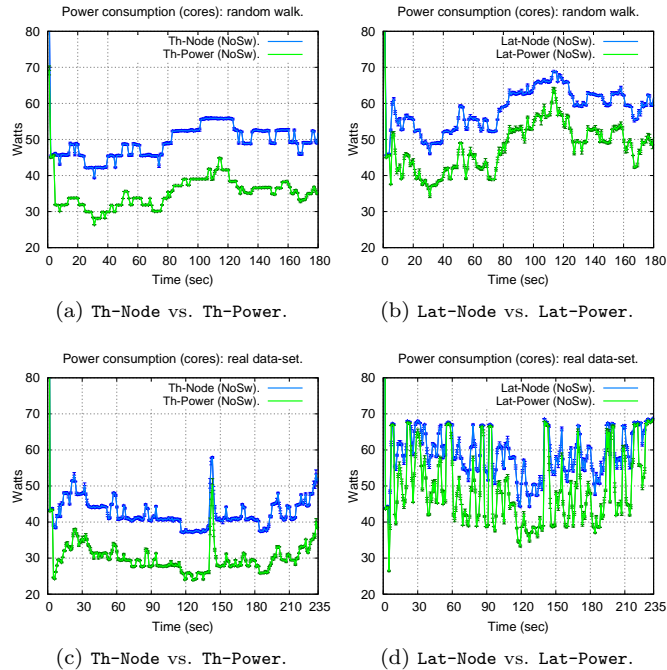 Power consumption (cores): random walk.
80
70
60
50
40
30
20
Watts
Th-Node (NoSw).
Th-Power (NoSw).
0 20 40 60 80 100 120 140 160 180
Time (sec)
(a) Th-Node vs. Th-Power.
Power consumption (cores): random walk.
80
70
60
50
40
30
20
Watts
Lat-Node (NoSw).
Lat-Power (NoSw).
0 20 40 60 80 100 120 140 160 180
Time (sec)
(b) Lat-Node vs. Lat-Power.
Power consumption (cores): real data-set.
80
70
60
50
40
30
20
Watts
Th-Node (NoSw).
Th-Power (NoSw).
0 30 60 90 120 150 180 210 235
Time (sec)
(c) Th-Node vs. Th-Power.
Power consumption (cores): real data-set.
80
70
60
50
40
30
20
Watts
Lat-Node (NoSw).
Lat-Power (NoSw).
0 30 60 90 120 150 180 210 235
Time (sec)
(d) Lat-Node vs. Lat-Power.